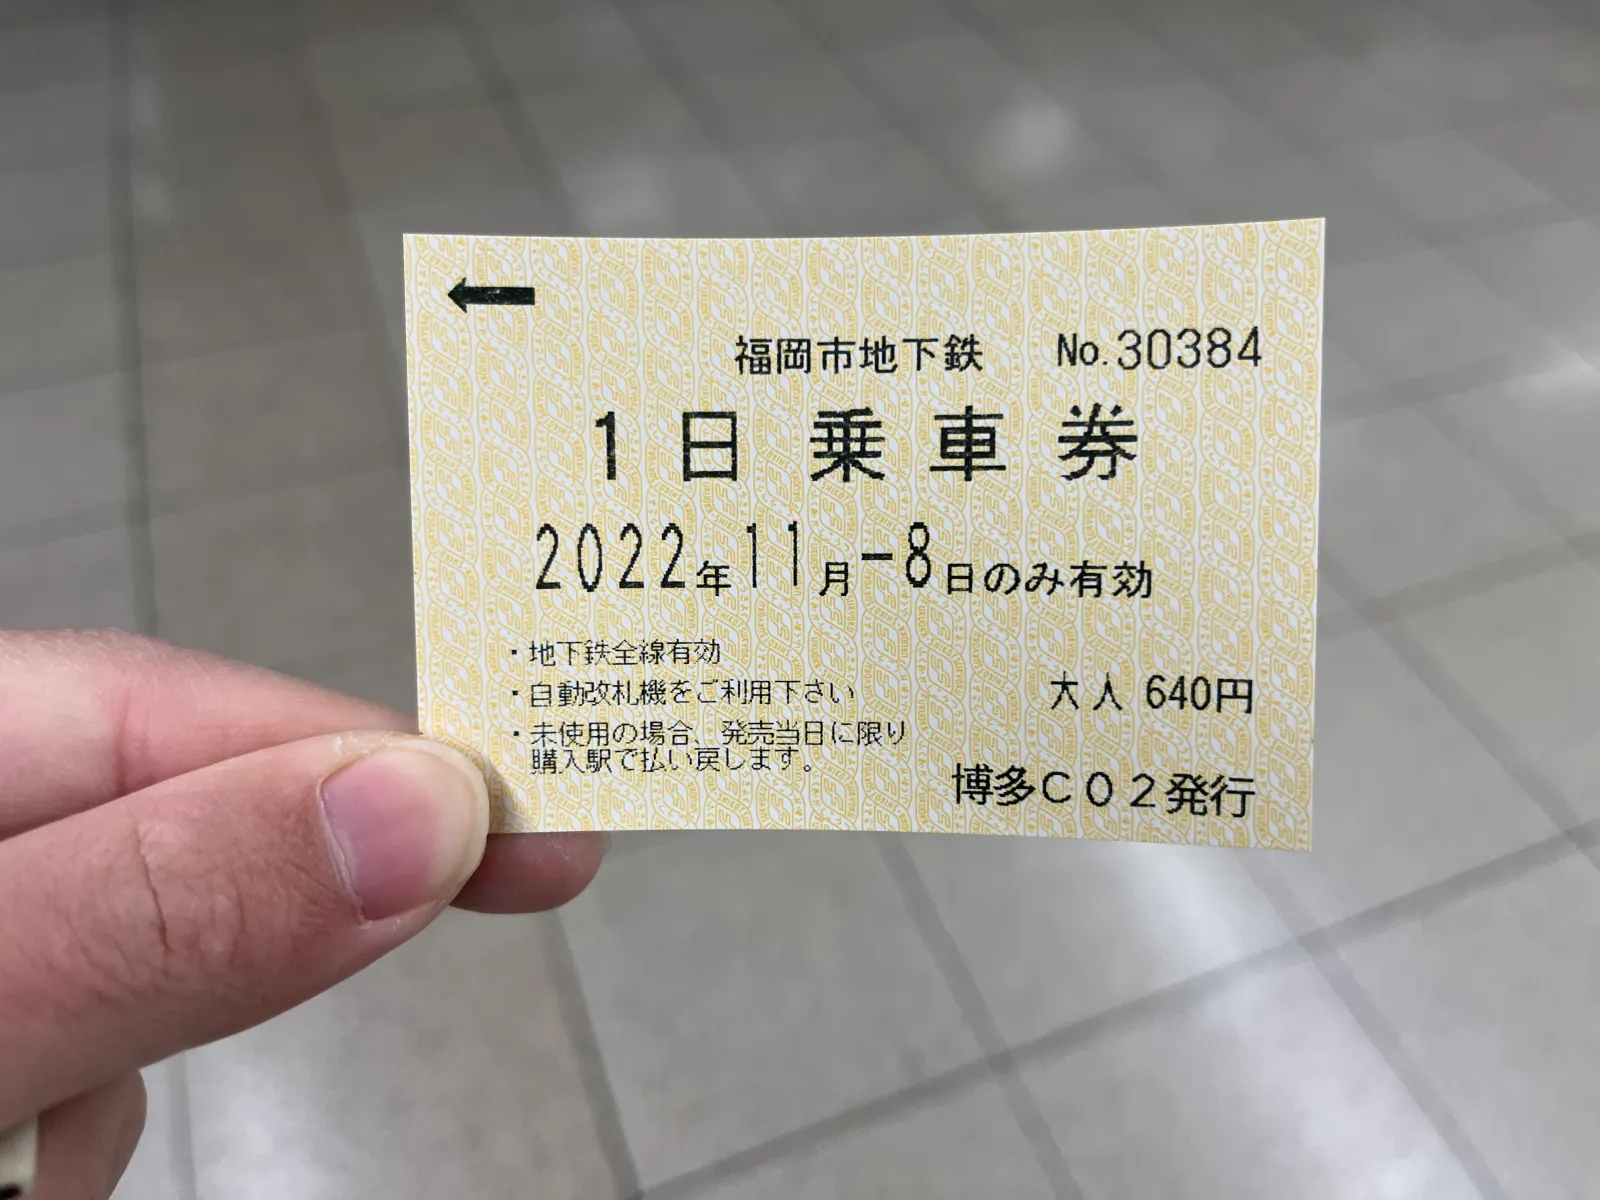 ←
福岡市地下鉄 No.30384
1日乗車券
2022年11月-8日のみ有効
・地下鉄全線有効
・自動改札機をご利用下さい
・未使用の場合、発売当日に限り
購入駅で払い戻します。
大人 640円
博多C02発行